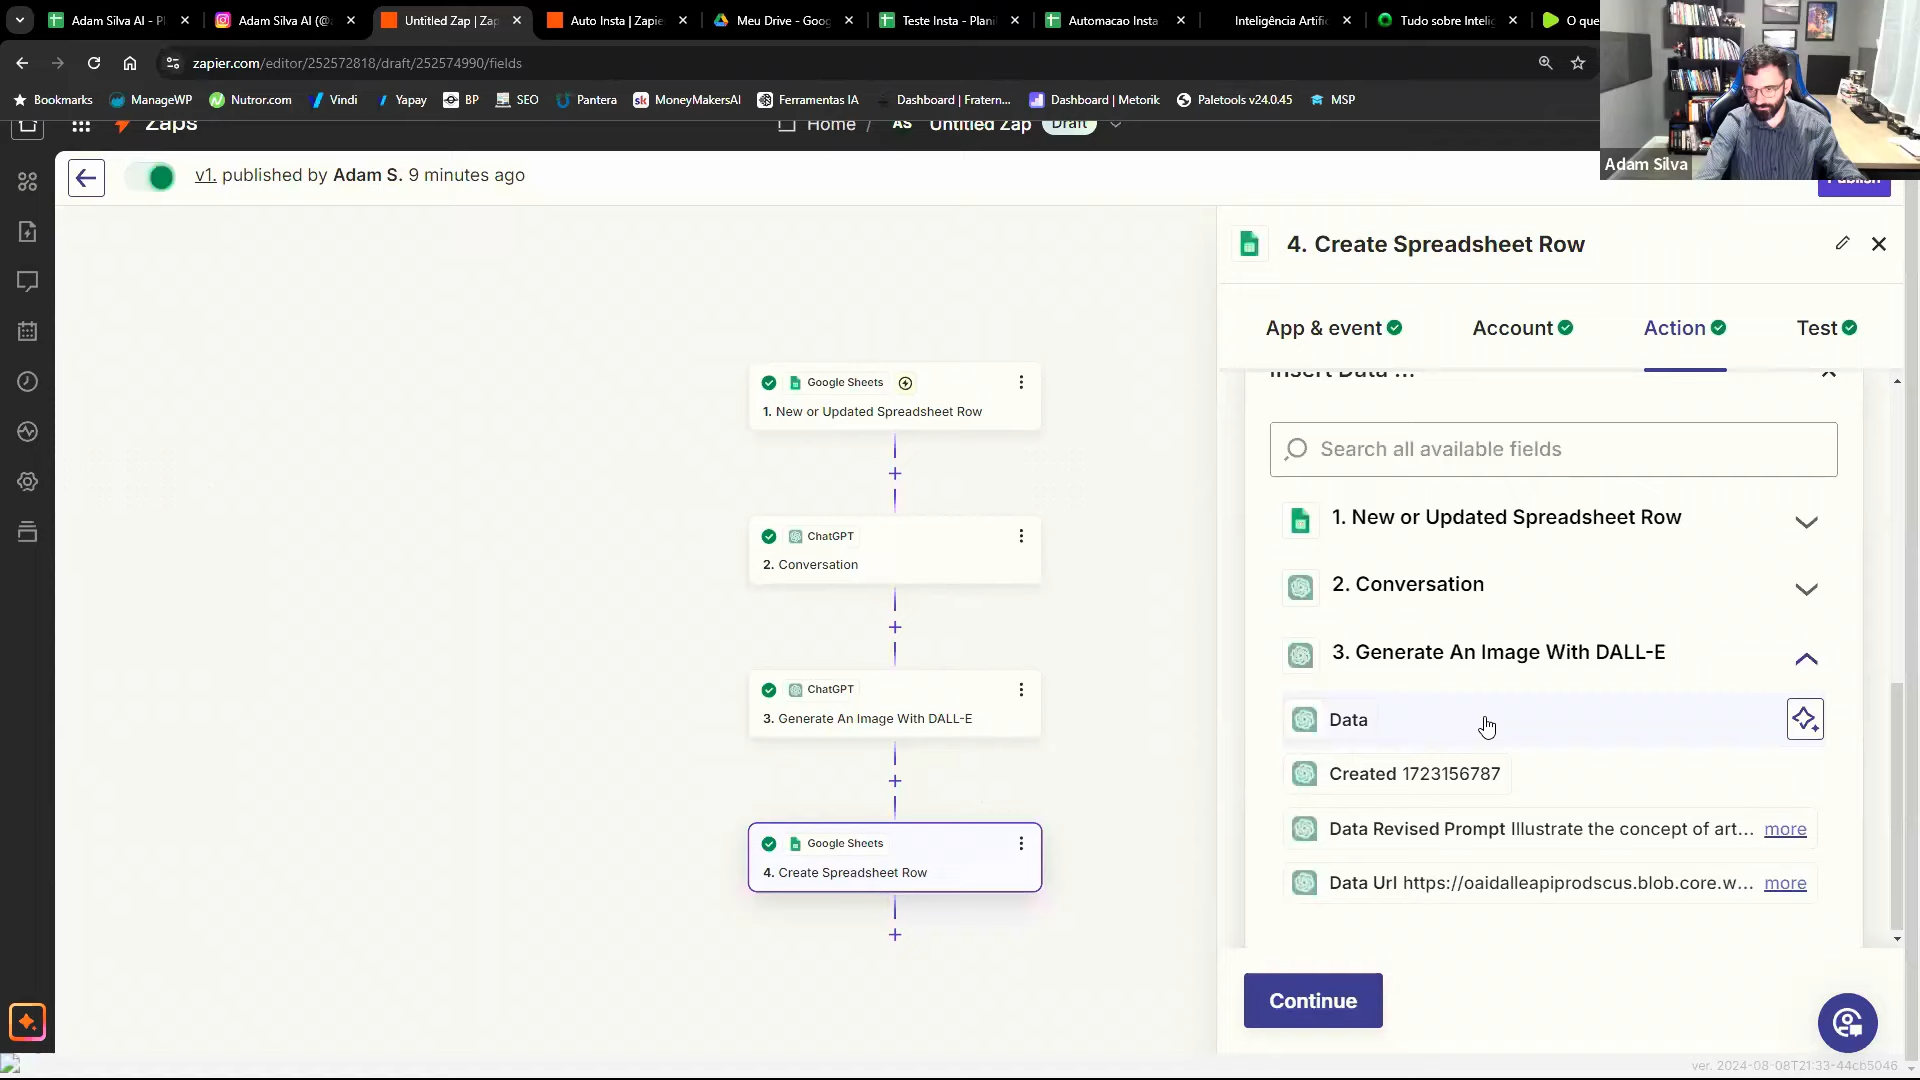 Adam Silva AI - Pl
Adam Silva AI (@
Untitled Zap | Zap
Auto Insta | Zapie
Meu Drive - Goog
Teste Insta - Plani
Automacao Insta
Inteligência Artifi
Tudo sobre Intelig
O que
zapier.com/editor/252572818/draft/252574990/fields
Bookmarks
ManageWP
Nutror.com
Vindi
Yapay
BP
SEO
Pantera
MoneyMakersAI
Ferramentas IA
Dashboard | Fratern...
Dashboard | Metorik
Paletools v24.0.45
MSP
Zaps
Home / AS Untitled Zap Draft
Adam Silva
v1. published by Adam S. 9 minutes ago
Publish
4. Create Spreadsheet Row
App & event
Account
Action
Test
Insert Data ...
Search all available fields
1. New or Updated Spreadsheet Row
2. Conversation
3. Generate An Image With DALL-E
Data
Created 1723156787
Data Revised Prompt Illustrate the concept of art... more
Data Url https://oaidalleapiprodscus.blob.core.w... more
Continue
Google Sheets
1. New or Updated Spreadsheet Row
ChatGPT
2. Conversation
ChatGPT
3. Generate An Image With DALL-E
Google Sheets
4. Create Spreadsheet Row
ver. 2024-08-08T21:33-44cb5046